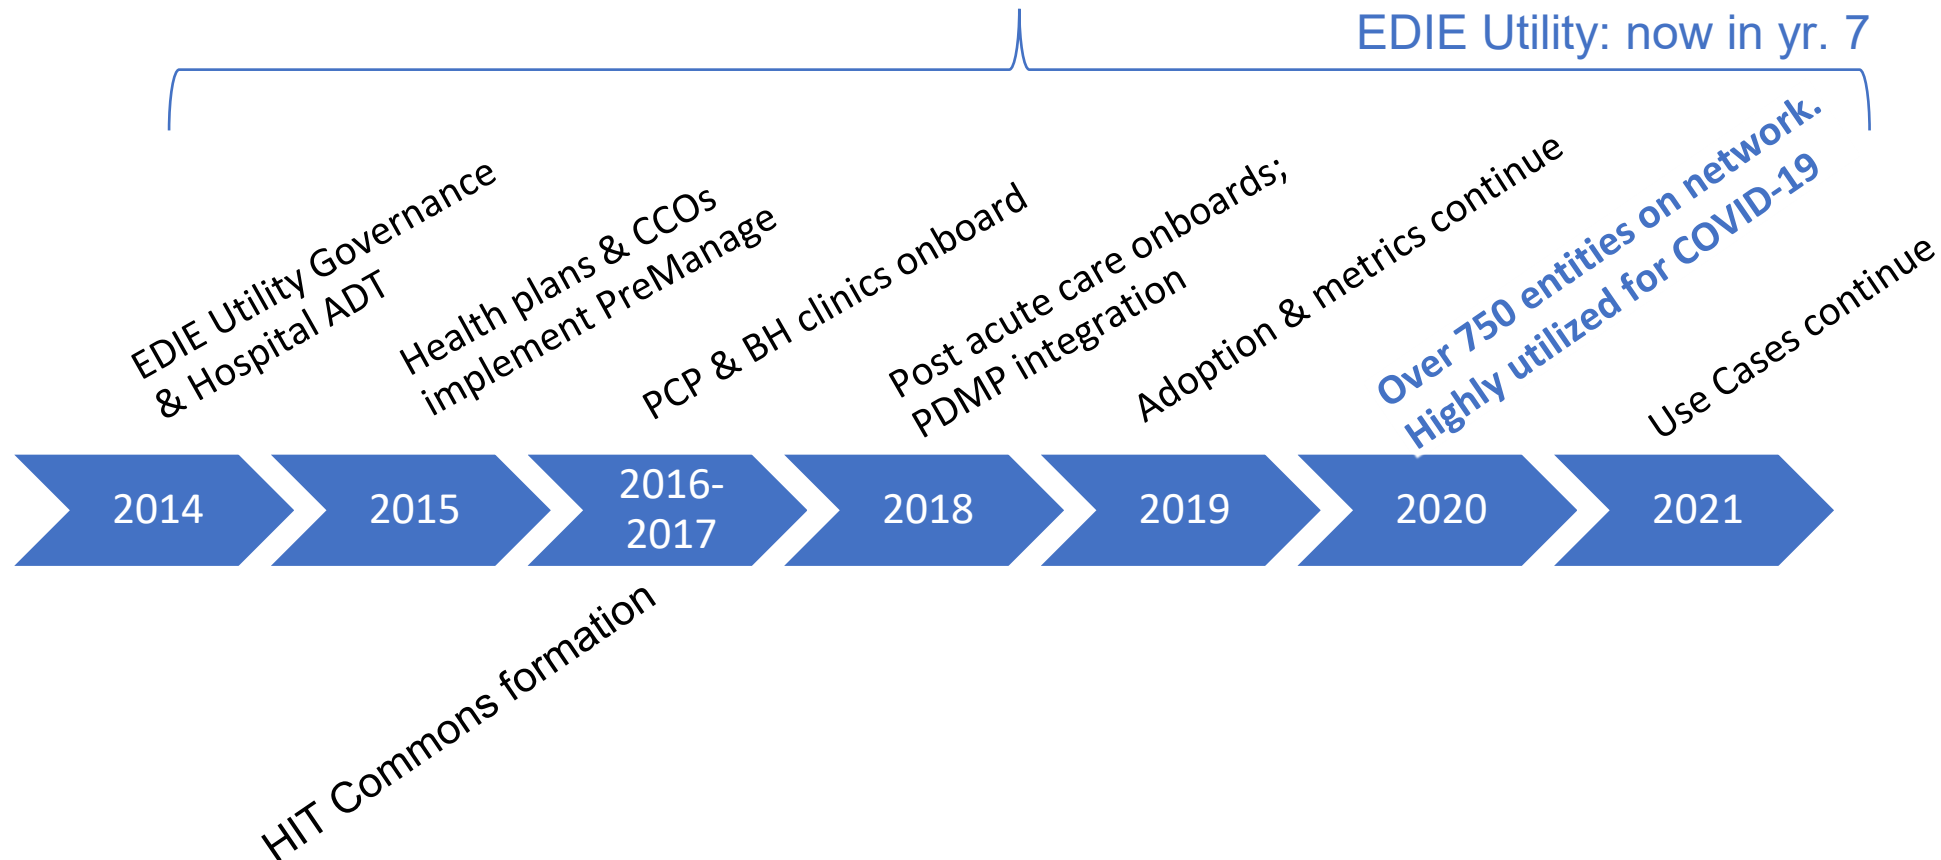 EDIE Utility: now in yr. 7
EDIE Utility Governance
& Hospital ADT
Health plans & CCOs
implement PreManage
PCP & BH clinics onboard
Post acute care onboards;
PDMP integration
Adoption & metrics continue
Over 750 entities on network.
Highly utilized for COVID-19
Use Cases continue
2014
2015
2016-
2017
2018
2019
2020
2021
HIT Commons formation